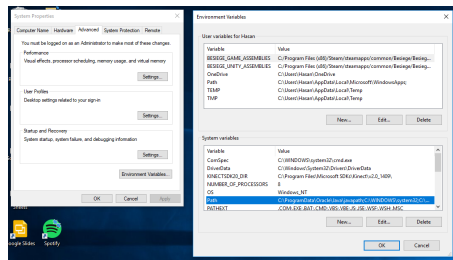 System Properties
Computer Name Hardware Advanced System Protection Remote
You must be logged on as an Administrator to make most of these changes.
Performance
Visual effects, processor scheduling, memory usage, and virtual memory
Settings...
User Profiles
Desktop settings related to your sign-in
Settings...
Startup and Recovery
System startup, system failure, and debugging information
Settings...
Environment Variables...
OK Cancel Apply
Sheets
Google Slides Spotify
Environment Variables
User variables for Hasan
Variable Value
BESIEGE_GAME_ASSEMBLIES C:/Program Files (x86)/Steam/steamapps/common/Besiege/Besieg...
BESIEGE_UNITY_ASSEMBLIES C:/Program Files (x86)/Steam/steamapps/common/Besiege/Besieg...
OneDrive C:\Users\Hasan\OneDrive
Path C:\Users\Hasan\AppData\Local\Microsoft\WindowsApps;
TEMP C:\Users\Hasan\AppData\Local\Temp
TMP C:\Users\Hasan\AppData\Local\Temp
New... Edit... Delete
System variables
Variable Value
ComSpec C:\WINDOWS\system32\cmd.exe
DriverData C:\Windows\System32\Drivers\DriverData
KINECTSDK20_DIR C:\Program Files\Microsoft SDKs\Kinect\v2.0_1409\
NUMBER_OF_PROCESSORS 8
OS Windows_NT
Path C:\ProgramData\Oracle\Java\javapath;C:\WINDOWS\system32;C:\...
PATHEXT .COM;.EXE;.BAT;.CMD;.VBS;.VBE;.JS;.JSE;.WSF;.WSH;.MSC
New... Edit... Delete
OK Cancel